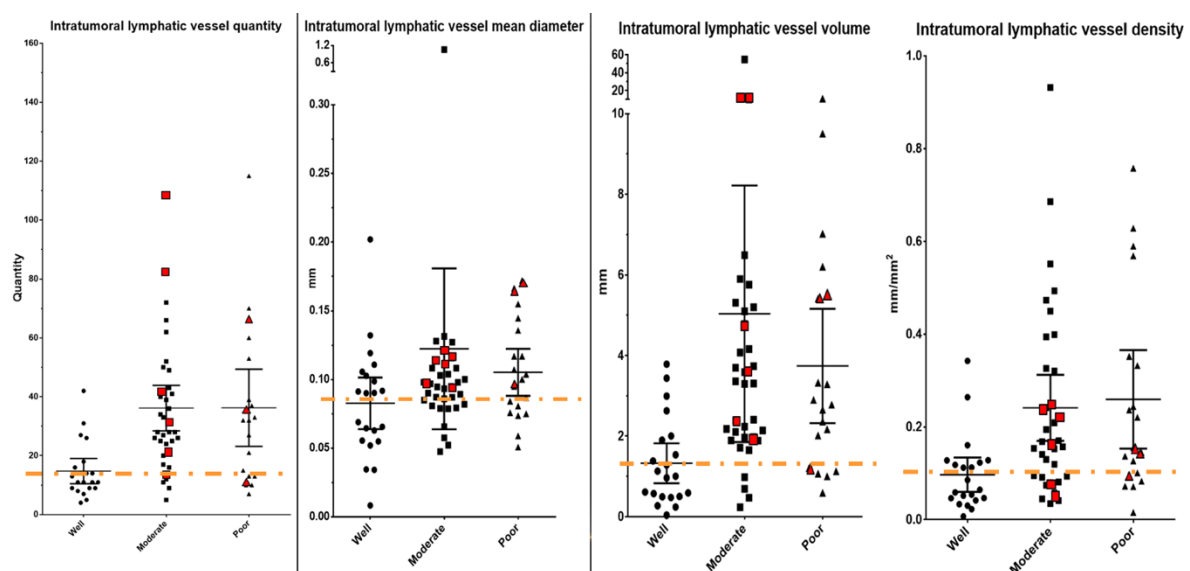 Intratumoral lymphatic vessel quantity
160
140
120
100
80
60
40
20
0
Quantity
Well
Moderate
Poor
Intratumoral lymphatic vessel mean diameter
1.2
0.6
0.30
0.25
0.20
0.15
0.10
0.05
0.00
mm
Well
Moderate
Poor
Intratumoral lymphatic vessel volume
60
40
20
10
8
6
4
2
0
mm
Well
Moderate
Poor
Intratumoral lymphatic vessel density
1.0
0.8
0.6
0.4
0.2
0.0
mm/mm²
Well
Moderate
Poor